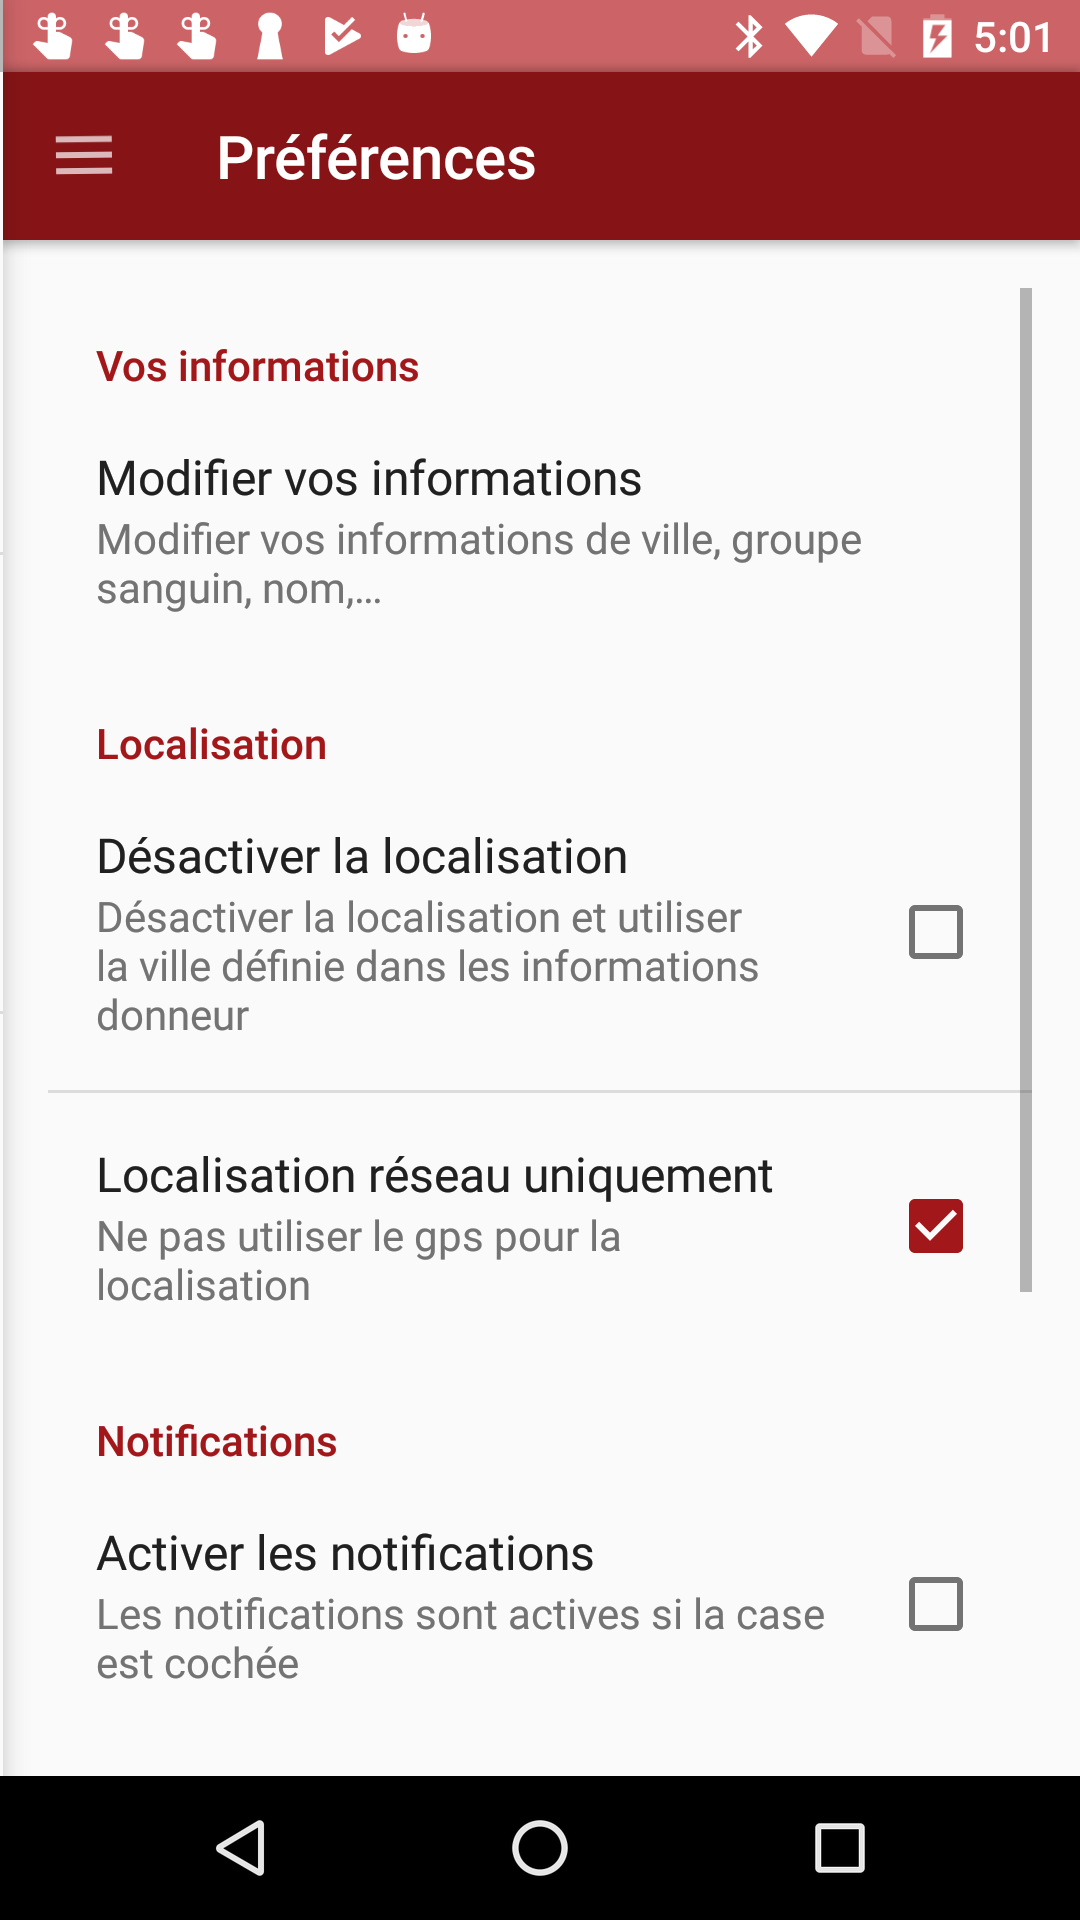 5:01
Préférences
Vos informations
Modifier vos informations
Modifier vos informations de ville, groupe
sanguin, nom,...
Localisation
Désactiver la localisation
Désactiver la localisation et utiliser
la ville définie dans les informations
donneur
Localisation réseau uniquement
Ne pas utiliser le gps pour la
localisation
Notifications
Activer les notifications
Les notifications sont actives si la case
est cochée